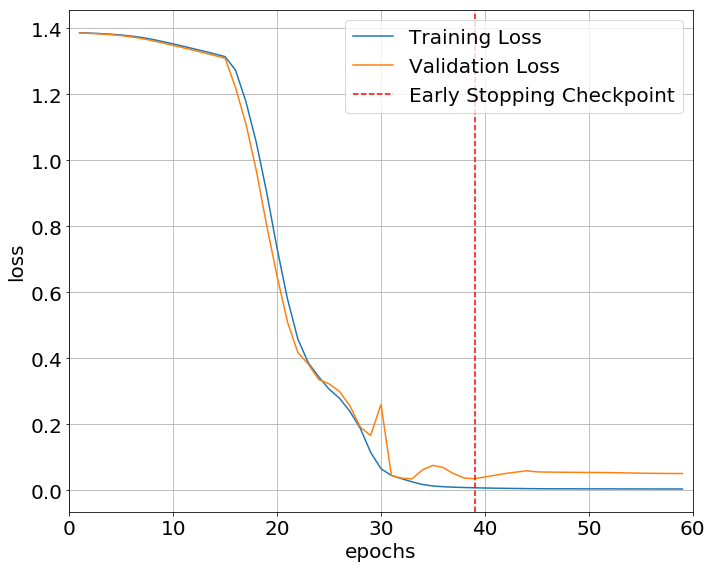 Training Loss
Validation Loss
Early Stopping Checkpoint
1.4
1.2
1.0
0.8
0.6
0.4
0.2
0.0
loss
0 10 20 30 40 50 60
epochs